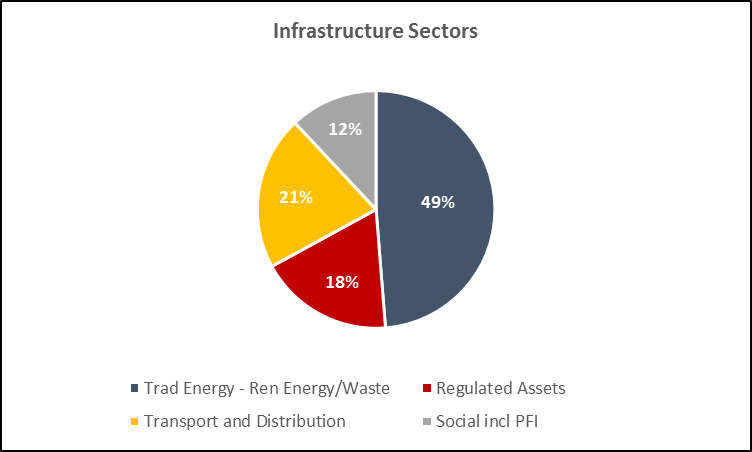 Infrastructure Sectors
12%
49%
21%
18%
Trad Energy - Ren Energy/Waste
Regulated Assets
Transport and Distribution
Social incl PFI